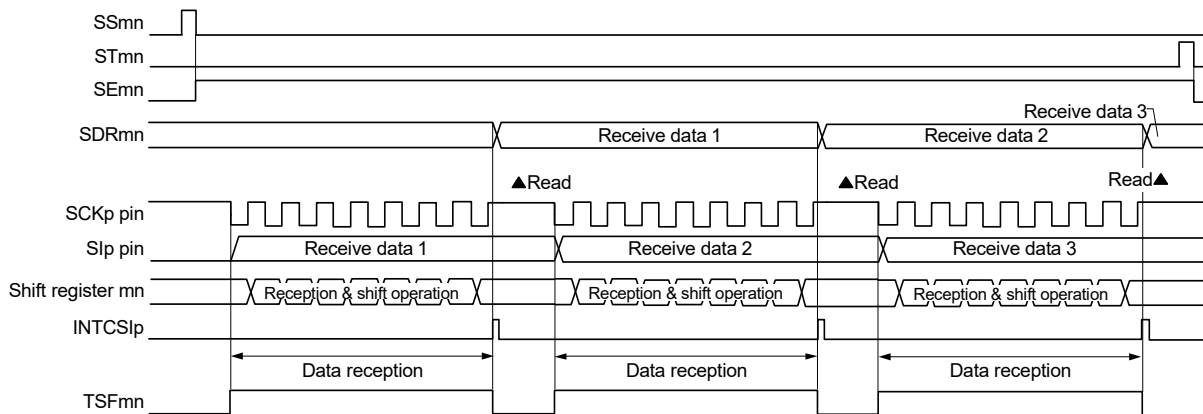 SSmn
STmn
SEmn
Receive data 3
SDRmn Receive data 1 Receive data 2
▲Read ▲Read Read▲
SCKp pin
SIp pin Receive data 1 Receive data 2 Receive data 3
Shift register mn Reception & shift operation Reception & shift operation Reception & shift operation
INTCSIp
Data reception Data reception Data reception
TSFmn